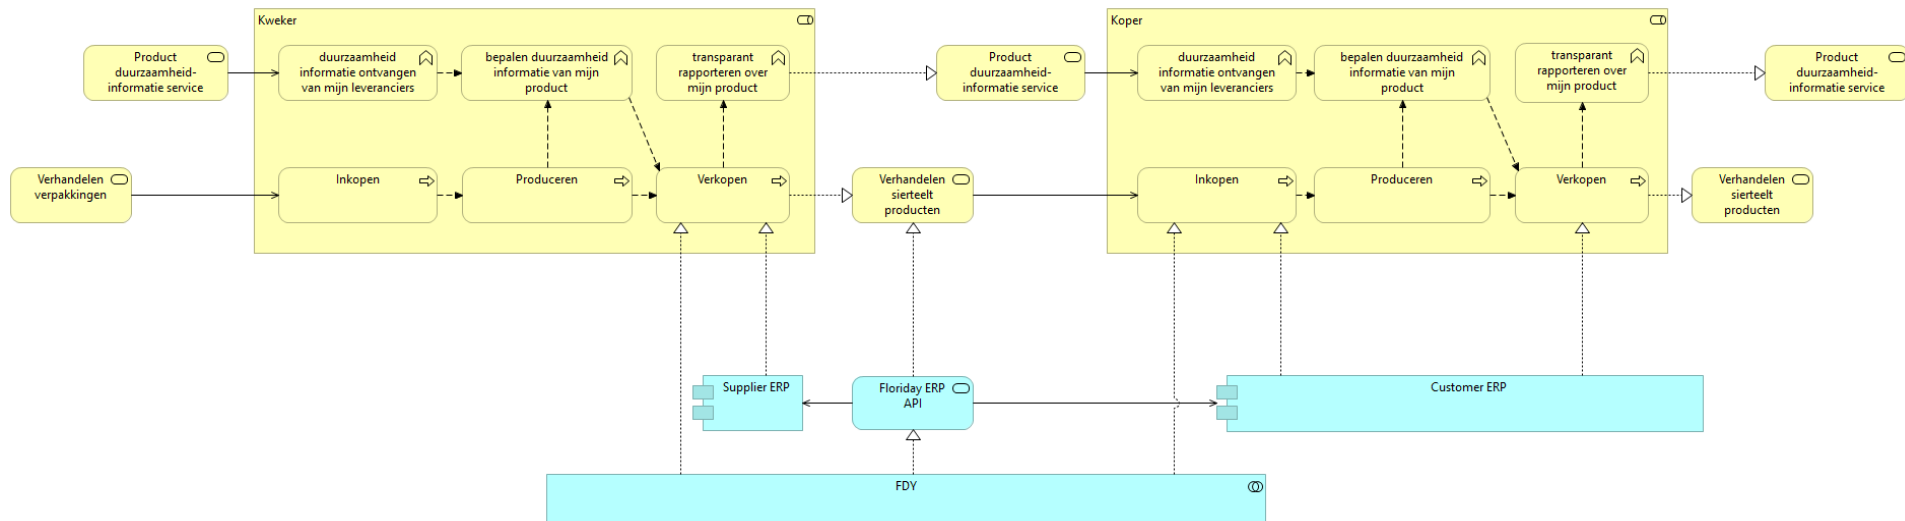 Kweker
Koper
Product
duurzaamheid-
informatie service
duurzaamheid
informatie ontvangen
van mijn leveranciers
bepalen duurzaamheid
informatie van mijn
product
transparant
rapporteren over
mijn product
Product
duurzaamheid-
informatie service
duurzaamheid
informatie ontvangen
van mijn leveranciers
bepalen duurzaamheid
informatie van mijn
product
transparant
rapporteren over
mijn product
Product
duurzaamheid-
informatie service
Verhandelen
verpakkingen
Inkopen
Produceren
Verkopen
Verhandelen
sierteelt
producten
Inkopen
Produceren
Verkopen
Verhandelen
sierteelt
producten
Supplier ERP
Floriday ERP
API
Customer ERP
FDY